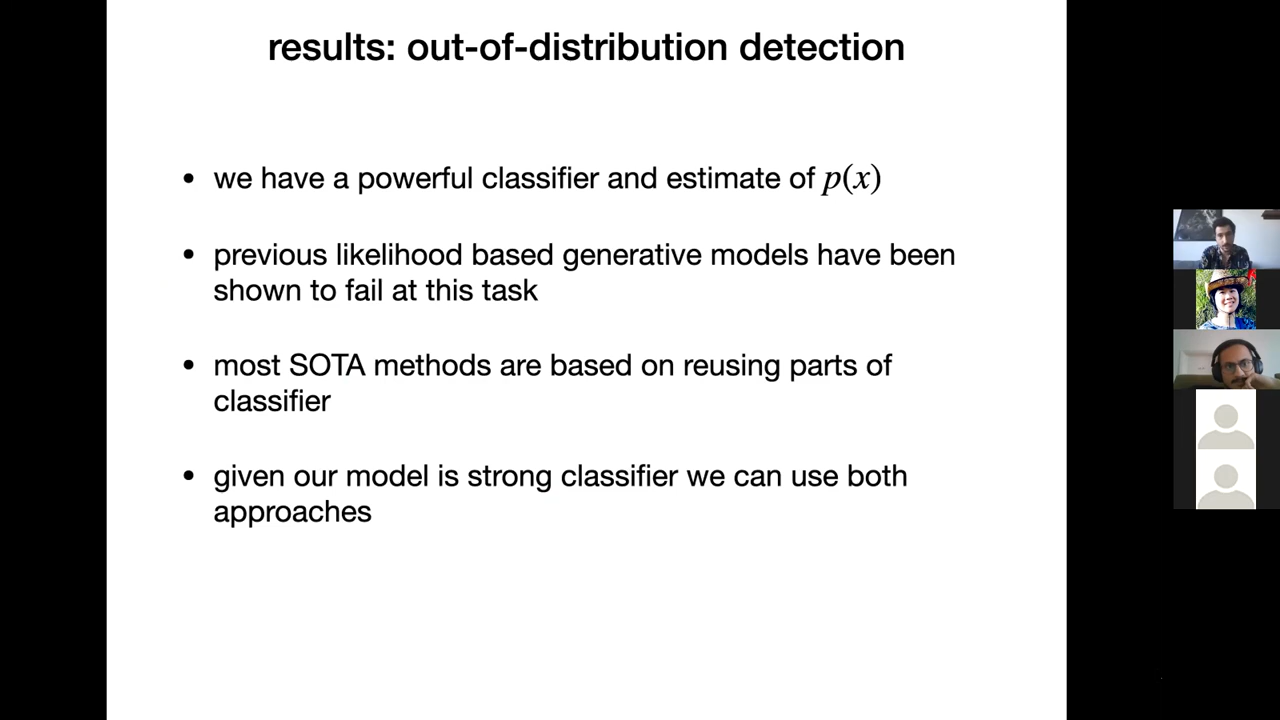 results: out-of-distribution detection
• we have a powerful classifier and estimate of p(x)
• previous likelihood based generative models have been
shown to fail at this task
• most SOTA methods are based on reusing parts of
classifier
• given our model is strong classifier we can use both
approaches